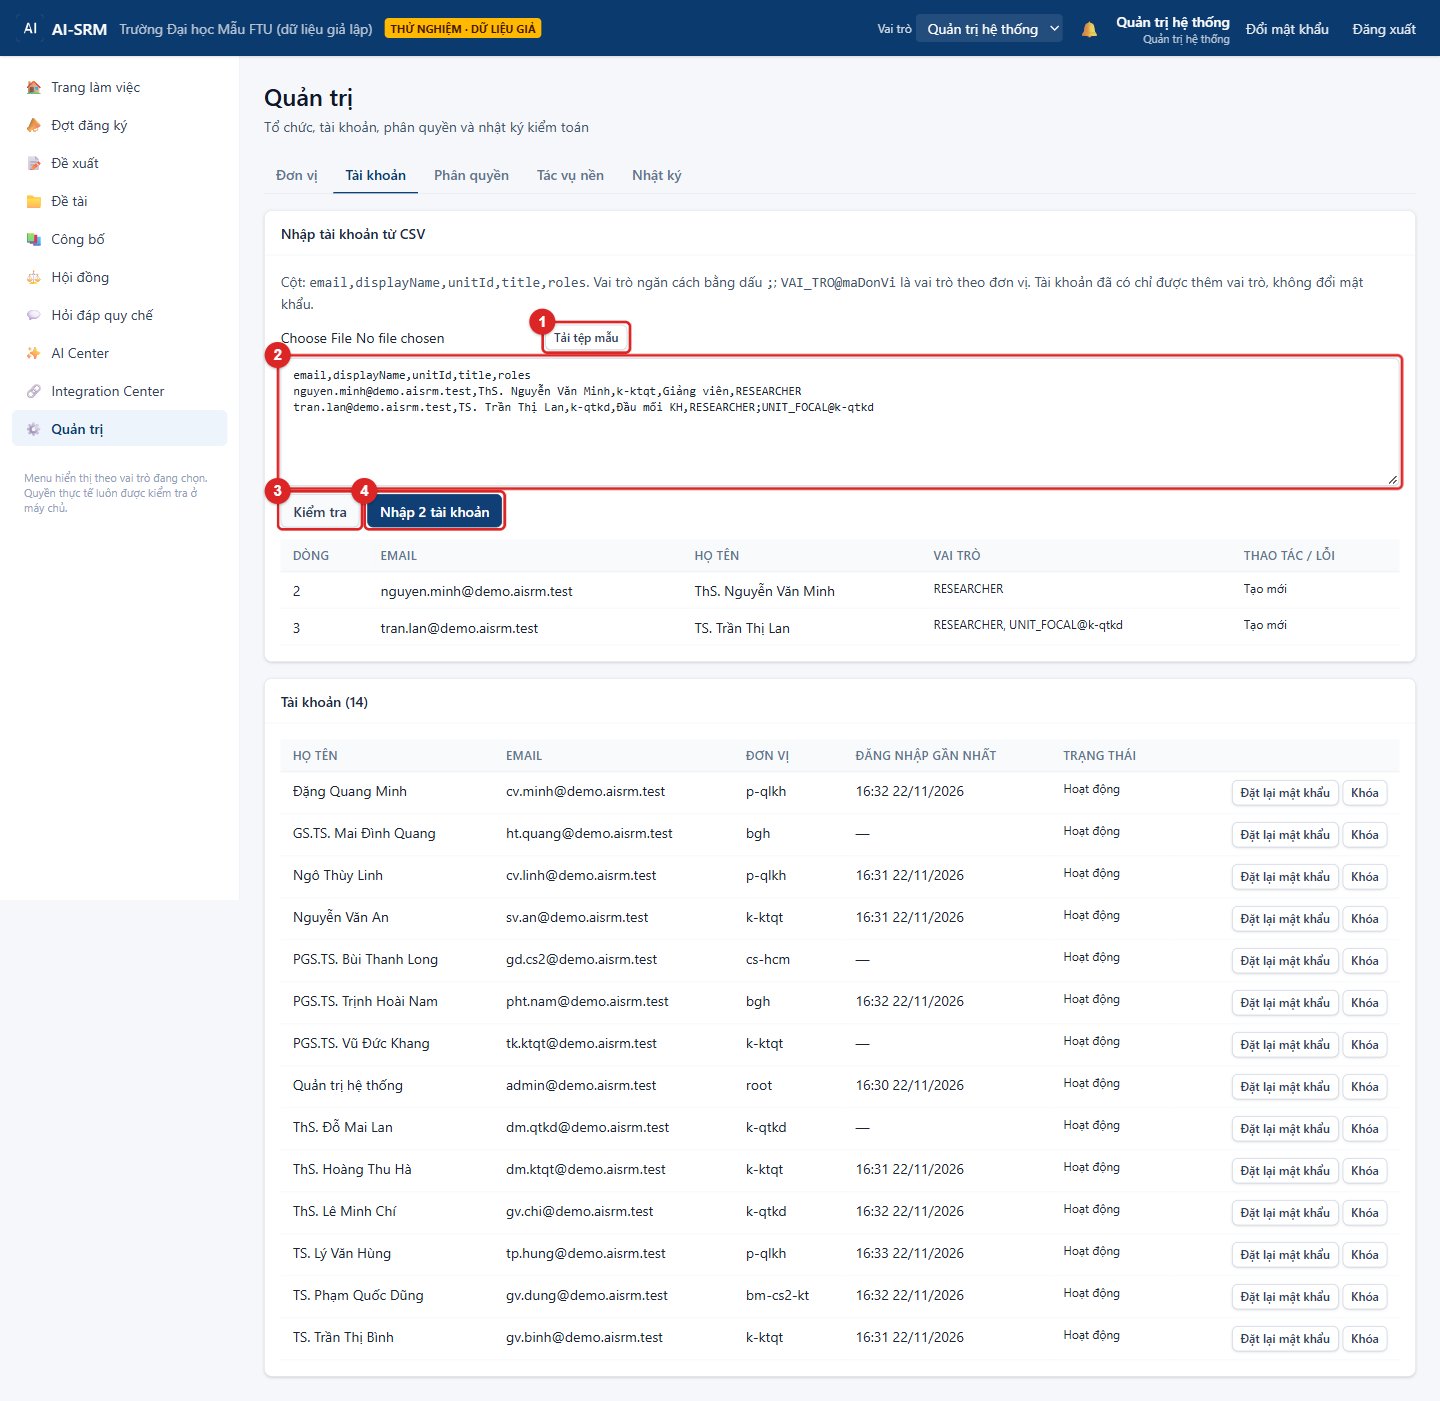 AI AI-SRM Trường Đại học Mẫu FTU (dữ liệu giả lập) THỬ NGHIỆM · DỮ LIỆU GIẢ Vai trò Quản trị hệ thống Quản trị hệ thống Đổi mật khẩu Đăng xuất
Quản trị hệ thống
Trang làm việc
Đợt đăng ký
Đề xuất
Đề tài
Công bố
Hội đồng
Hỏi đáp quy chế
AI Center
Integration Center
Quản trị
Menu hiển thị theo vai trò đang chọn.
Quyền thực tế luôn được kiểm tra ở
máy chủ.
Quản trị
Tổ chức, tài khoản, phân quyền và nhật ký kiểm toán
Đơn vị Tài khoản Phân quyền Tác vụ nền Nhật ký
Nhập tài khoản từ CSV
Cột: email,displayName,unitId,title,roles. Vai trò ngăn cách bằng dấu ;; VAI_TRO@maDonVi là vai trò theo đơn vị. Tài khoản đã có chỉ được thêm vai trò, không đổi mật
khẩu.
Choose File No file chosen 1 Tải tệp mẫu
2
email,displayName,unitId,title,roles
nguyen.minh@demo.aisrm.test,ThS. Nguyễn Văn Minh,k-ktqt,Giảng viên,RESEARCHER
tran.lan@demo.aisrm.test,TS. Trần Thị Lan,k-qtkd,Đầu mối KH,RESEARCHER;UNIT_FOCAL@k-qtkd
3 Kiểm tra 4 Nhập 2 tài khoản
DÒNG EMAIL HỌ TÊN VAI TRÒ THAO TÁC / LỖI
2 nguyen.minh@demo.aisrm.test ThS. Nguyễn Văn Minh RESEARCHER Tạo mới
3 tran.lan@demo.aisrm.test TS. Trần Thị Lan RESEARCHER, UNIT_FOCAL@k-qtkd Tạo mới
Tài khoản (14)
HỌ TÊN EMAIL ĐƠN VỊ ĐĂNG NHẬP GẦN NHẤT TRẠNG THÁI
Đặng Quang Minh cv.minh@demo.aisrm.test p-qlkh 16:32 22/11/2026 Hoạt động Đặt lại mật khẩu Khóa
GS.TS. Mai Đình Quang ht.quang@demo.aisrm.test bgh — Hoạt động Đặt lại mật khẩu Khóa
Ngô Thùy Linh cv.linh@demo.aisrm.test p-qlkh 16:31 22/11/2026 Hoạt động Đặt lại mật khẩu Khóa
Nguyễn Văn An sv.an@demo.aisrm.test k-ktqt 16:31 22/11/2026 Hoạt động Đặt lại mật khẩu Khóa
PGS.TS. Bùi Thanh Long gd.cs2@demo.aisrm.test cs-hcm — Hoạt động Đặt lại mật khẩu Khóa
PGS.TS. Trịnh Hoài Nam pht.nam@demo.aisrm.test bgh 16:32 22/11/2026 Hoạt động Đặt lại mật khẩu Khóa
PGS.TS. Vũ Đức Khang tk.ktqt@demo.aisrm.test k-ktqt — Hoạt động Đặt lại mật khẩu Khóa
Quản trị hệ thống admin@demo.aisrm.test root 16:30 22/11/2026 Hoạt động Đặt lại mật khẩu Khóa
ThS. Đỗ Mai Lan dm.qtkd@demo.aisrm.test k-qtkd — Hoạt động Đặt lại mật khẩu Khóa
ThS. Hoàng Thu Hà dm.ktqt@demo.aisrm.test k-ktqt 16:31 22/11/2026 Hoạt động Đặt lại mật khẩu Khóa
ThS. Lê Minh Chí gv.chi@demo.aisrm.test k-qtkd 16:32 22/11/2026 Hoạt động Đặt lại mật khẩu Khóa
TS. Lý Văn Hùng tp.hung@demo.aisrm.test p-qlkh 16:33 22/11/2026 Hoạt động Đặt lại mật khẩu Khóa
TS. Phạm Quốc Dũng gv.dung@demo.aisrm.test bm-cs2-kt 16:32 22/11/2026 Hoạt động Đặt lại mật khẩu Khóa
TS. Trần Thị Bình gv.binh@demo.aisrm.test k-ktqt 16:31 22/11/2026 Hoạt động Đặt lại mật khẩu Khóa